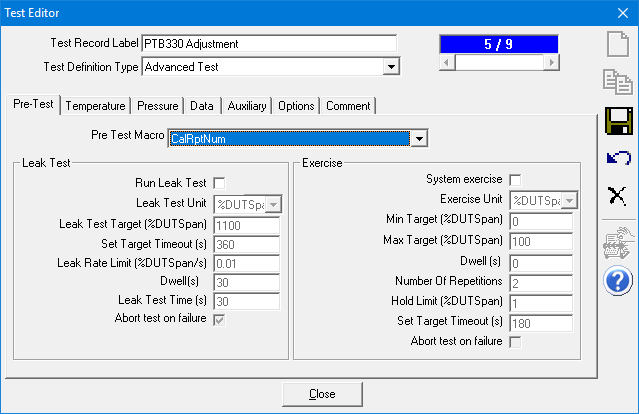 Test Editor
Test Record Label PTB330 Adjustment
5 / 9
Test Definition Type Advanced Test
Pre-Test Temperature Pressure Data Auxiliary Options Comment
Pre Test Macro CalRptNum
Leak Test
Run Leak Test
Leak Test Unit %DUTSpa
Leak Test Target (%DUTSpan) 1100
Set Target Timeout (s) 360
Leak Rate Limit (%DUTSpan/s) 0.01
Dwell(s) 30
Leak Test Time (s) 30
Abort test on failure
Exercise
System exercise
Exercise Unit %DUTSpa
Min Target (%DUTSpan) 0
Max Target (%DUTSpan) 100
Dwell (s) 0
Number Of Repetitions 2
Hold Limit (%DUTSpan) 1
Set Target Timeout (s) 180
Abort test on failure
Close